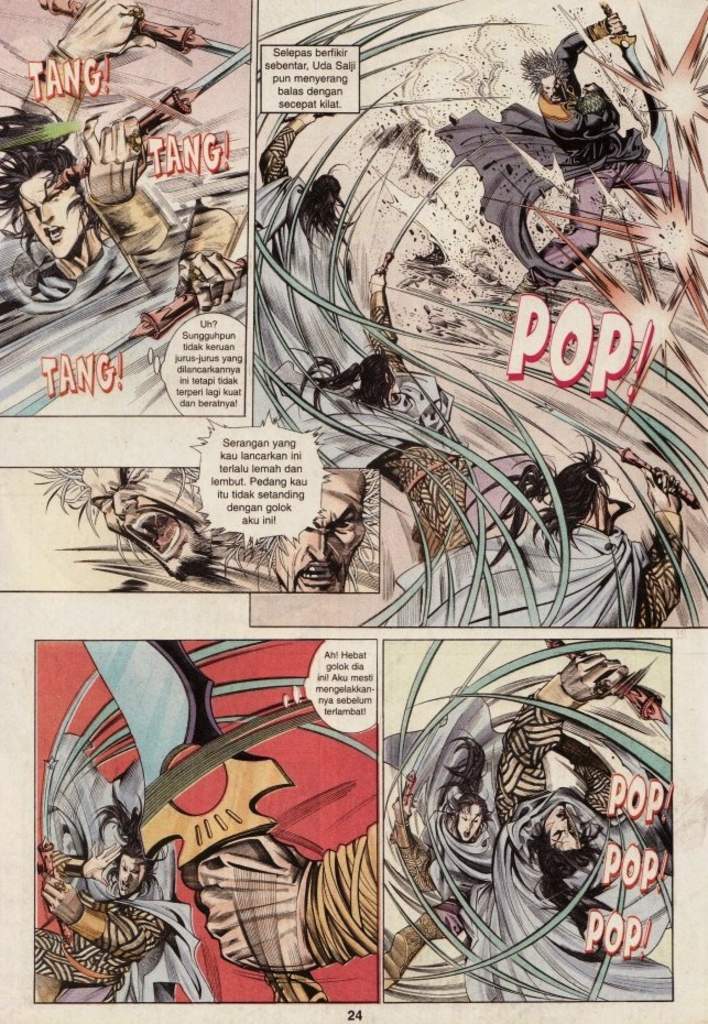 TANG!
TANG!
TANG!
Uh?
Sungguhpun
tidak keruan
jurus-jurus yang
dilancarkannya
ini tetapi tidak
terperi lagi kuat
dan beratnya!
Selepas berfikir
sebentar, Uda Salji
pun menyerang
balas dengan
secepat kilat.
POP!
Serangan yang
kau lancarkan ini
terlalu lemah dan
lembut. Pedang kau
itu tidak setanding
dengan golok
aku ini!
Ah! Hebat
golok dia
ini! Aku mesti
mengelakkan-
nya sebelum
terlambat!
POP!
POP!
POP!
24